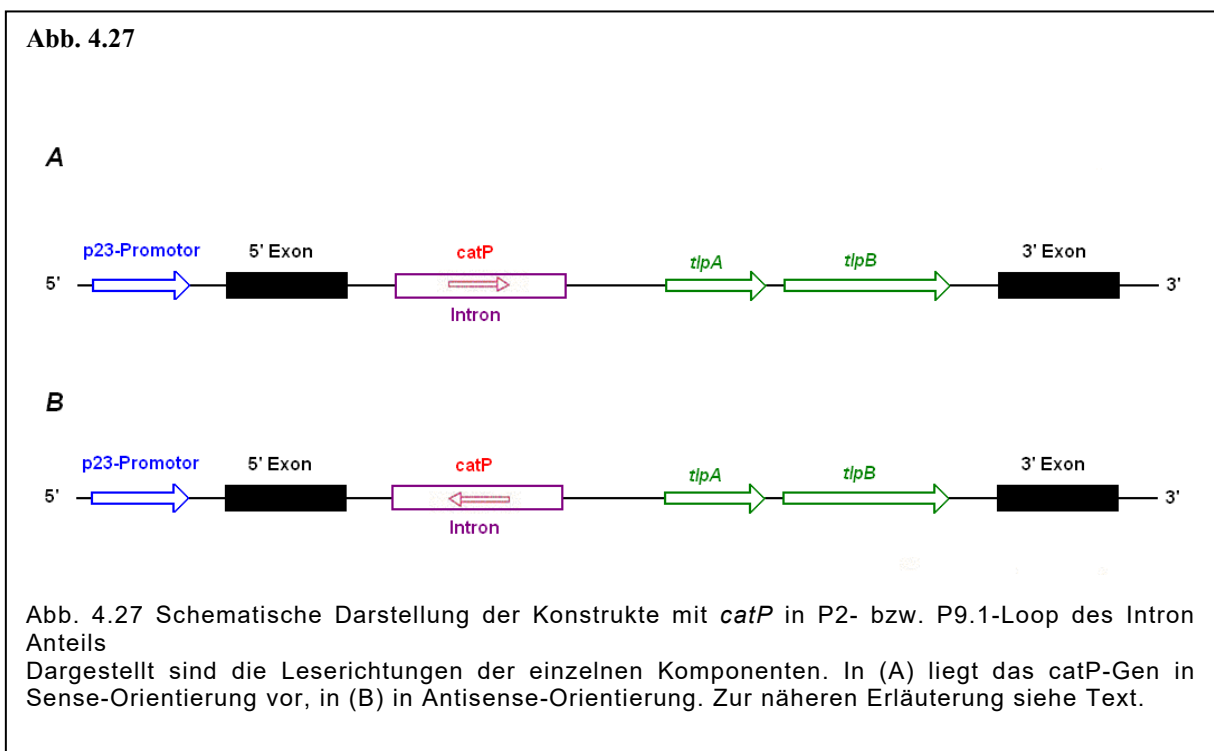 Abb. 4.27
A
p23-Promotor 5' Exon catP tlpA tlpB 3' Exon
5' 3'
Intron
B
p23-Promotor 5' Exon catP tlpA tlpB 3' Exon
5' 3'
Intron
Abb. 4.27 Schematische Darstellung der Konstrukte mit catP in P2- bzw. P9.1-Loop des Intron
Anteils
Dargestellt sind die Leserichtungen der einzelnen Komponenten. In (A) liegt das catP-Gen in
Sense-Orientierung vor, in (B) in Antisense-Orientierung. Zur näheren Erläuterung siehe Text.